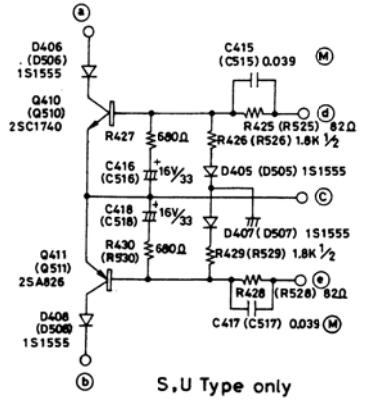 a
D406
(D506)
1S1555
C415
(C515) 0.039 M
Q410
(Q510)
2SC1740
R427
680Ω
d
R425 (R525) 82Ω
R426 (R526) 1.8K ½
C416
(C516)
+
16V/33
D405 (D505) 1S1555
C
C418
(C518)
+
16V/33
D407 (D507) 1S1555
Q411
(Q511)
2SA826
R430
(R530)
680Ω
R429 (R529) 1.8K ½
e
R428 (R528) 82Ω
D408
(D508)
1S1555
C417 (C517) 0.039 M
b
S,U Type only